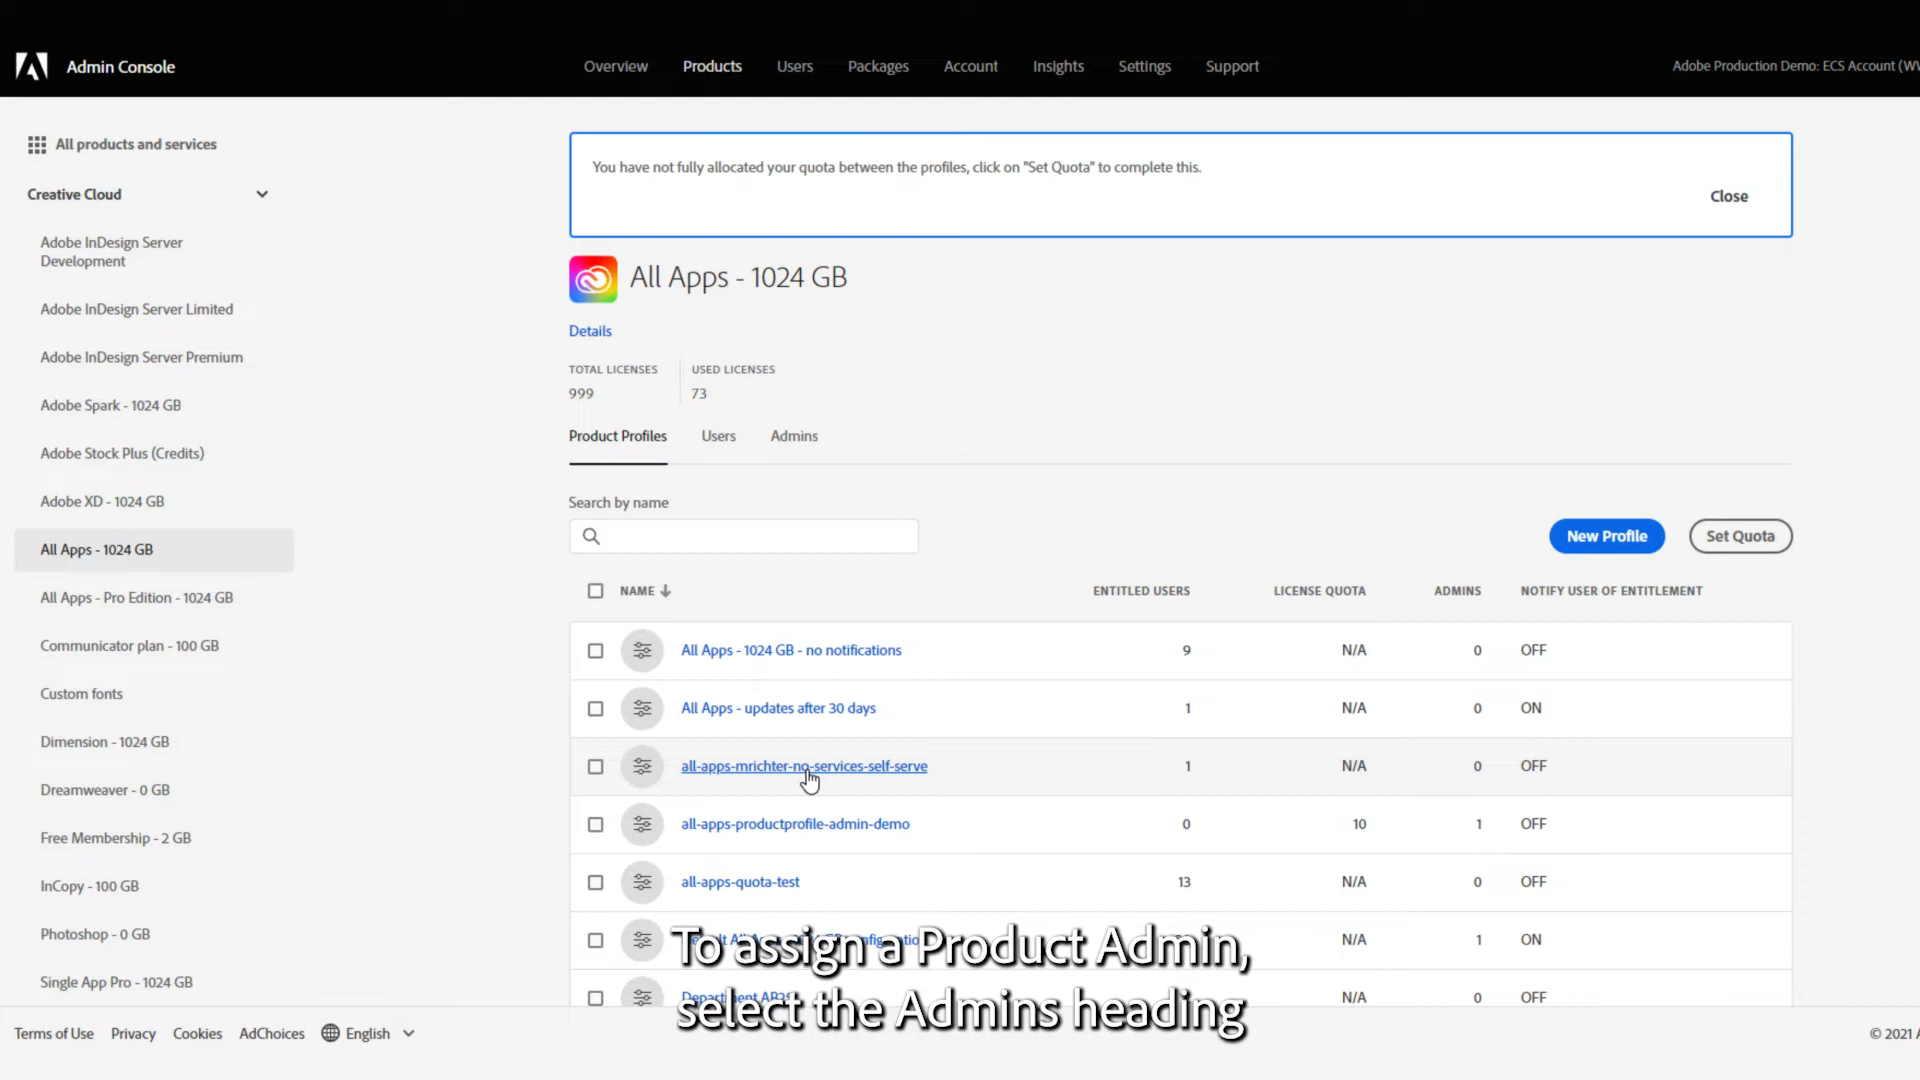 Admin Console
Overview Products Users Packages Account Insights Settings Support
Adobe Production Demo: ECS Account (WW
All products and services
Creative Cloud
Adobe InDesign Server
Development
Adobe InDesign Server Limited
Adobe InDesign Server Premium
Adobe Spark - 1024 GB
Adobe Stock Plus (Credits)
Adobe XD - 1024 GB
All Apps - 1024 GB
All Apps - Pro Edition - 1024 GB
Communicator plan - 100 GB
Custom fonts
Dimension - 1024 GB
Dreamweaver - 0 GB
Free Membership - 2 GB
InCopy - 100 GB
Photoshop - 0 GB
Single App Pro - 1024 GB
You have not fully allocated your quota between the profiles, click on "Set Quota" to complete this.
Close
All Apps - 1024 GB
Details
TOTAL LICENSES USED LICENSES
999 73
Product Profiles Users Admins
Search by name
New Profile Set Quota
NAME ENTITLED USERS LICENSE QUOTA ADMINS NOTIFY USER OF ENTITLEMENT
All Apps - 1024 GB - no notifications 9 N/A 0 OFF
All Apps - updates after 30 days 1 N/A 0 ON
all-apps-mrichter-no-services-self-serve 1 N/A 0 OFF
all-apps-productprofile-admin-demo 0 10 1 OFF
all-apps-quota-test 13 N/A 0 OFF
N/A 1 ON
N/A 0 OFF
To assign a Product Admin,
select the Admins heading
Terms of Use Privacy Cookies AdChoices English
© 2021 A